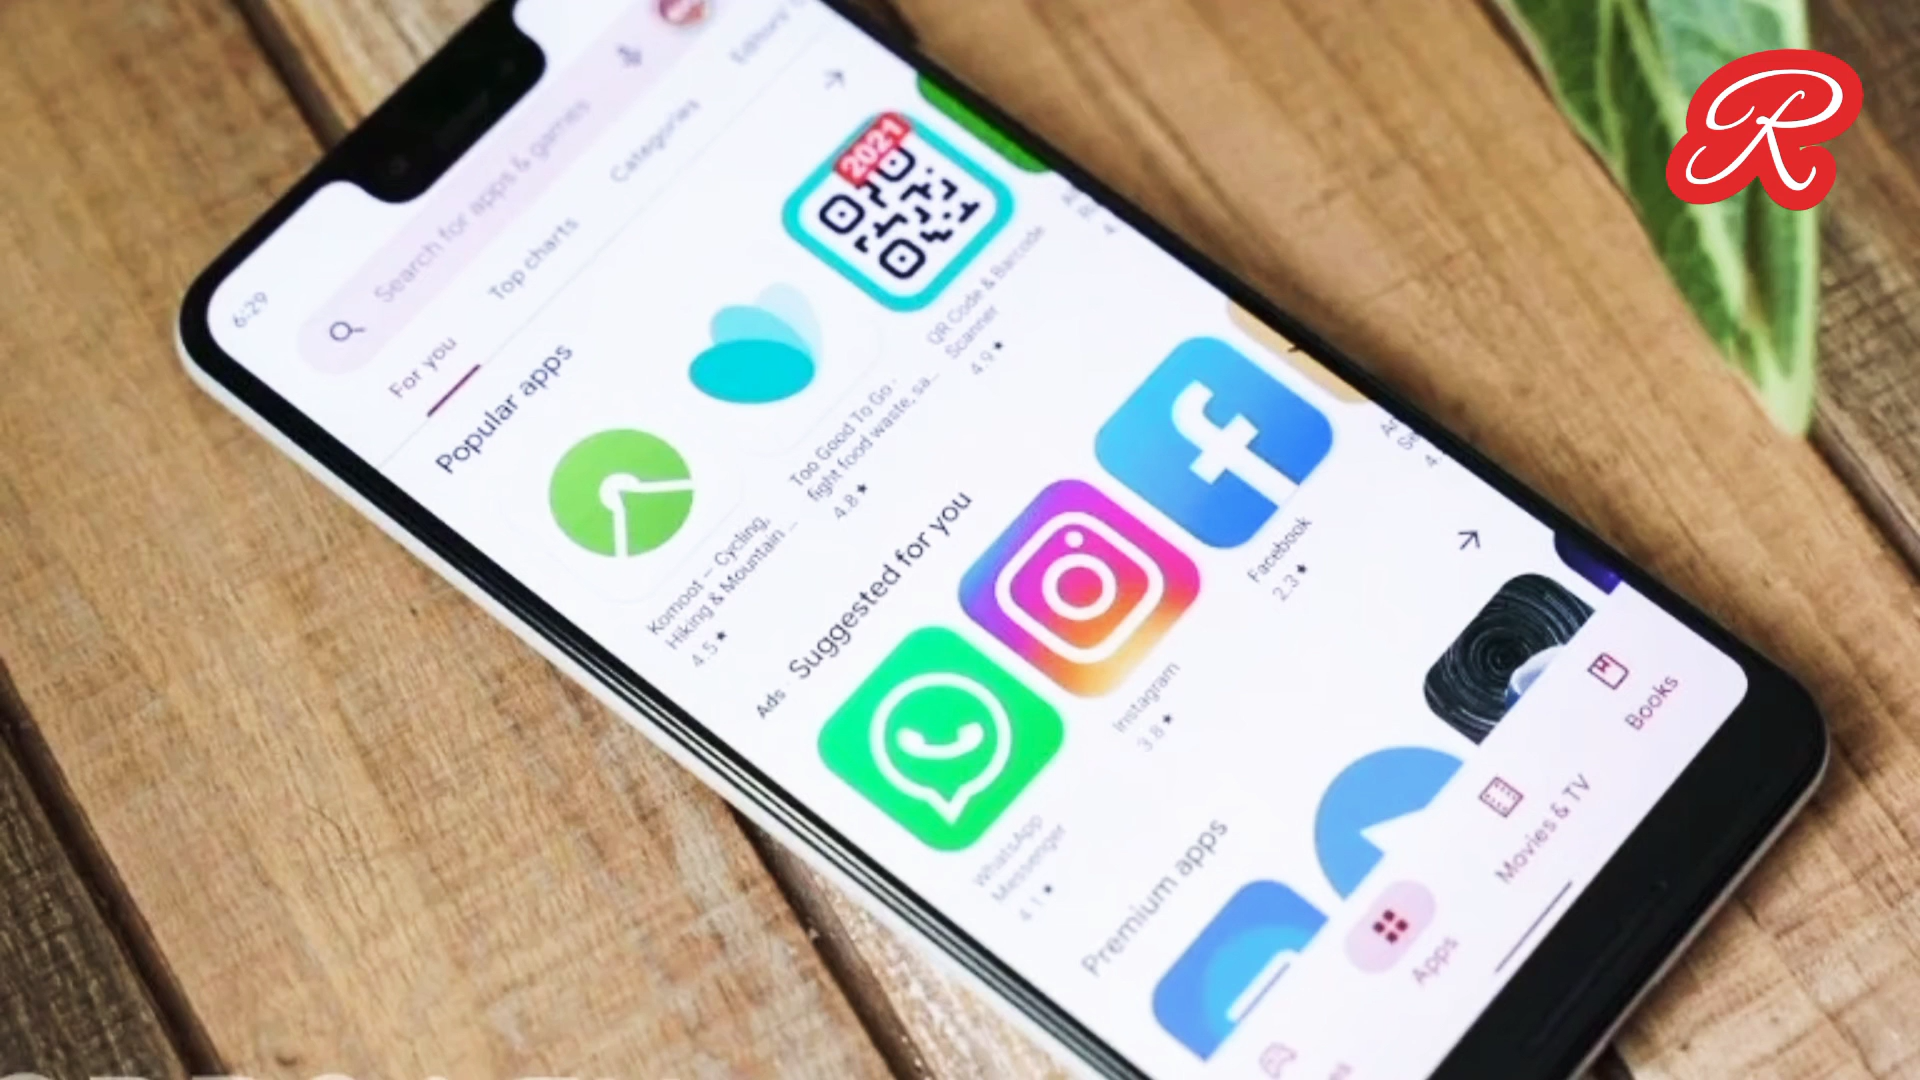 R
6:29
Search for apps & games
For you
Top charts
Categories
Editors'
Popular apps
Komoot – Cycling,
Hiking & Mountain ...
4.5 ★
Too Good To Go:
fight food waste, sa...
4.8 ★
2021
QR Code & Barcode
Scanner
4.9 ★
Ads · Suggested for you
WhatsApp
Messenger
4.1 ★
Instagram
3.8 ★
Facebook
2.3 ★
Premium apps
Apps
Movies & TV
Books